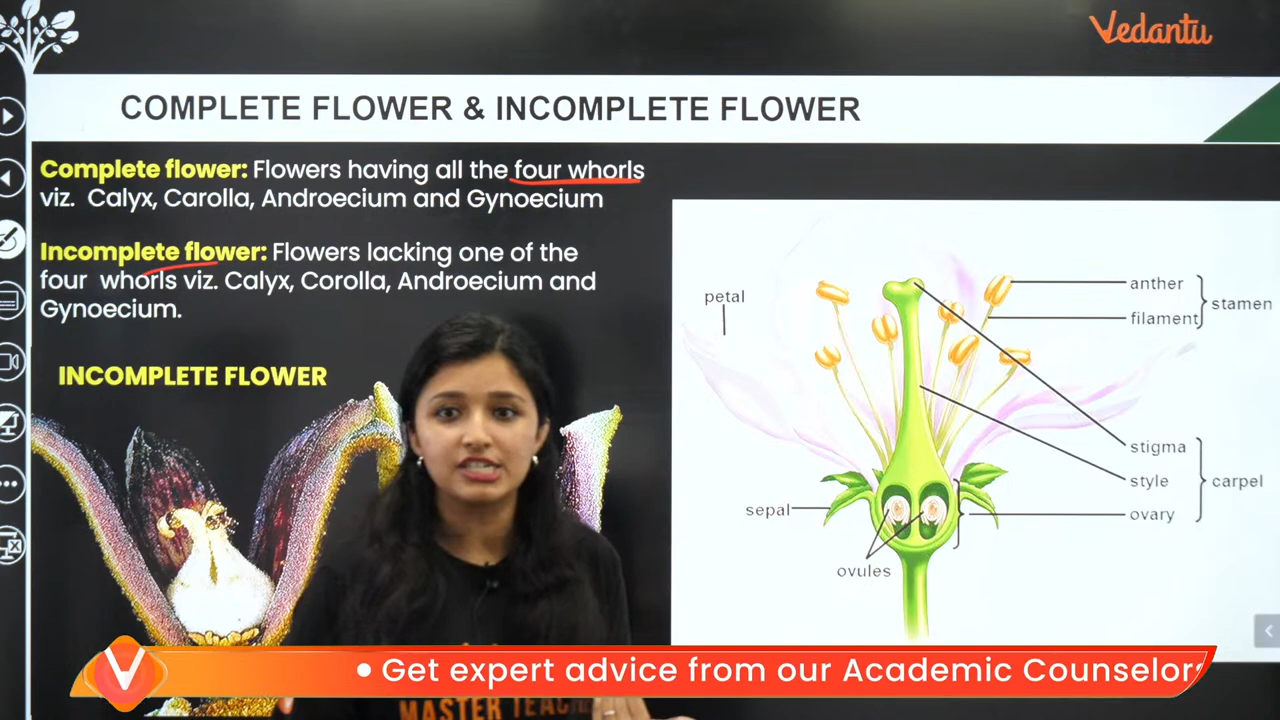 Vedantu
COMPLETE FLOWER & INCOMPLETE FLOWER
Complete flower: Flowers having all the four whorls
viz. Calyx, Carolla, Androecium and Gynoecium
Incomplete flower: Flowers lacking one of the
four whorls viz. Calyx, Corolla, Androecium and
Gynoecium.
INCOMPLETE FLOWER
petal
anther
filament
stamen
stigma
style
carpel
sepal
ovary
ovules
V
• Get expert advice from our Academic Counselors
MASTER TEACH